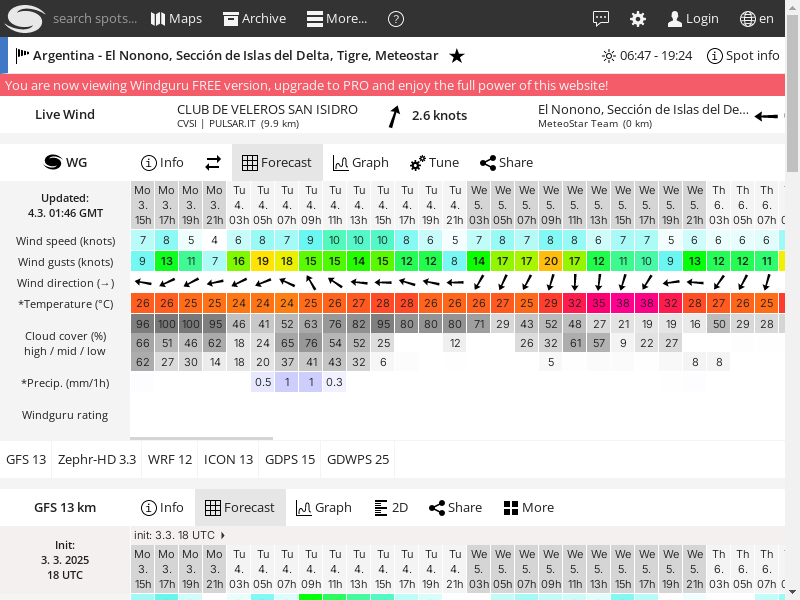 search spots... Maps Archive More... ? Login en
Argentina - El Nonono, Sección de Islas del Delta, Tigre, Meteostar ★ 06:47 - 19:24 Spot info
You are now viewing Windguru FREE version, upgrade to PRO and enjoy the full power of this website!
Live Wind
CLUB DE VELEROS SAN ISIDRO
CVSI | PULSAR.IT (9.9 km)
2.6 knots
El Nonono, Sección de Islas del De...
MeteoStar Team (0 km)
WG Info Forecast Graph Tune Share
Updated:
4.3. 01:46 GMT
Mo Mo Mo Mo Tu Tu Tu Tu Tu Tu Tu Tu Tu Tu We We We We We We We We We We Th Th Th
3. 3. 3. 3. 4. 4. 4. 4. 4. 4. 4. 4. 4. 4. 5. 5. 5. 5. 5. 5. 5. 5. 5. 5. 6. 6. 6.
15h 17h 19h 21h 03h 05h 07h 09h 11h 13h 15h 17h 19h 21h 03h 05h 07h 09h 11h 13h 15h 17h 19h 21h 03h 05h 07h
Wind speed (knots) 7 8 5 4 6 8 7 9 10 10 10 8 6 5 7 8 7 8 8 6 7 7 5 6 6 6 6
Wind gusts (knots) 9 13 11 7 16 19 18 15 15 14 15 12 12 8 14 17 17 20 17 12 11 10 9 13 12 12 11
Wind direction (→)
*Temperature (°C) 26 26 25 25 24 24 24 25 26 27 28 28 26 26 26 27 25 29 32 35 38 38 32 28 27 26 25
Cloud cover (%)
high / mid / low
96 100 100 95 46 41 52 63 76 82 95 80 80 80 71 29 43 52 48 27 21 19 19 16 50 29 28
66 51 46 62 18 24 65 76 54 52 25 12 26 32 61 57 9 22 27
62 27 30 14 18 20 37 41 43 32 6 5 8 8
*Precip. (mm/1h) 0.5 1 1 0.3
Windguru rating
GFS 13 Zephr-HD 3.3 WRF 12 ICON 13 GDPS 15 GDWPS 25
GFS 13 km Info Forecast Graph 2D Share More
init: 3.3. 18 UTC
Init:
3. 3. 2025
18 UTC
Mo Mo Mo Mo Tu Tu Tu Tu Tu Tu Tu Tu Tu Tu We We We We We We We We We We Th Th Th
3. 3. 3. 3. 4. 4. 4. 4. 4. 4. 4. 4. 4. 4. 5. 5. 5. 5. 5. 5. 5. 5. 5. 5. 6. 6. 6.
15h 17h 19h 21h 03h 05h 07h 09h 11h 13h 15h 17h 19h 21h 03h 05h 07h 09h 11h 13h 15h 17h 19h 21h 03h 05h 07h